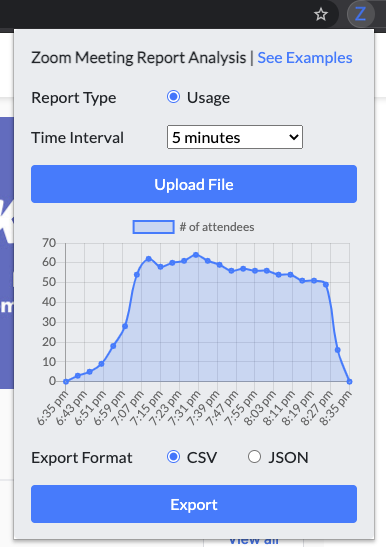 Z
Zoom Meeting Report Analysis | See Examples
Report Type Usage
Time Interval 5 minutes
Upload File
# of attendees
70
60
50
40
30
20
10
0
6:35 pm 6:43 pm 6:51 pm 6:59 pm 7:07 pm 7:15 pm 7:23 pm 7:31 pm 7:39 pm 7:47 pm 7:55 pm 8:03 pm 8:11 pm 8:19 pm 8:27 pm 8:35 pm
Export Format CSV JSON
Export